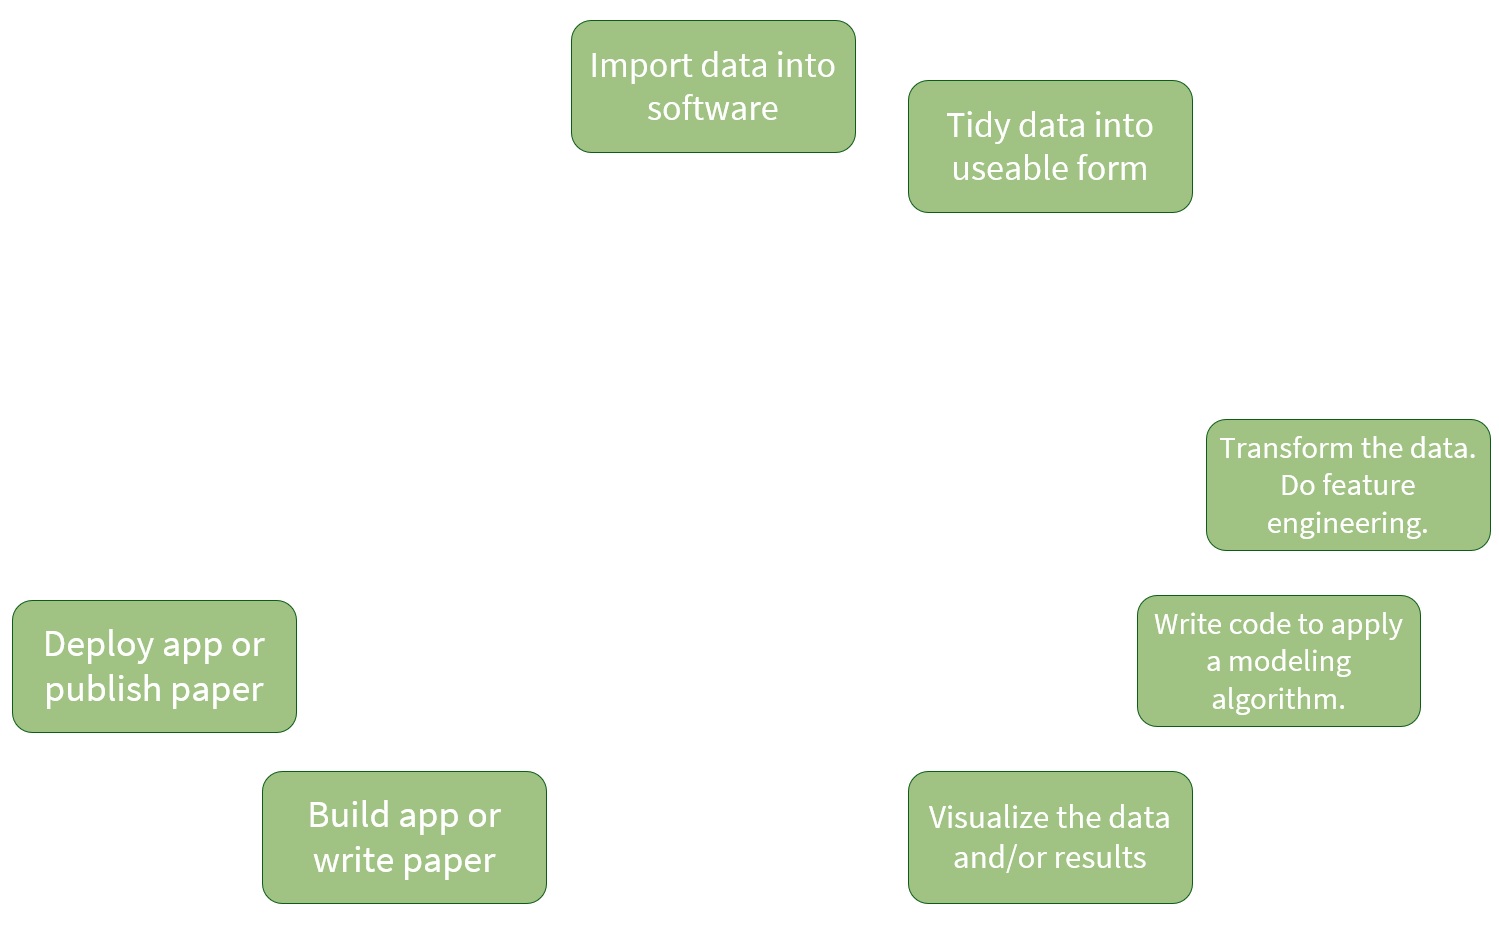 Import data into
software
Tidy data into
useable form
Transform the data.
Do feature
engineering.
Write code to apply
a modeling
algorithm.
Visualize the data
and/or results
Build app or
write paper
Deploy app or
publish paper